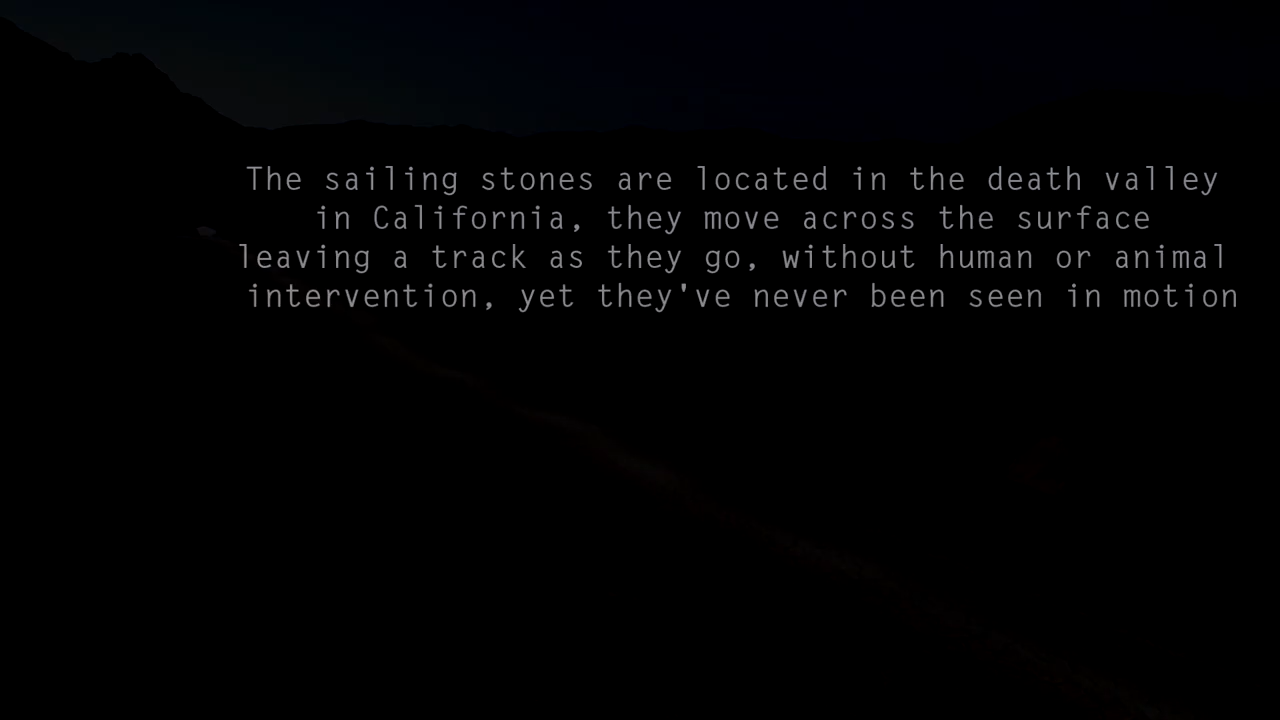 The sailing stones are located in the death valley
in California, they move across the surface
leaving a track as they go, without human or animal
intervention, yet they've never been seen in motion